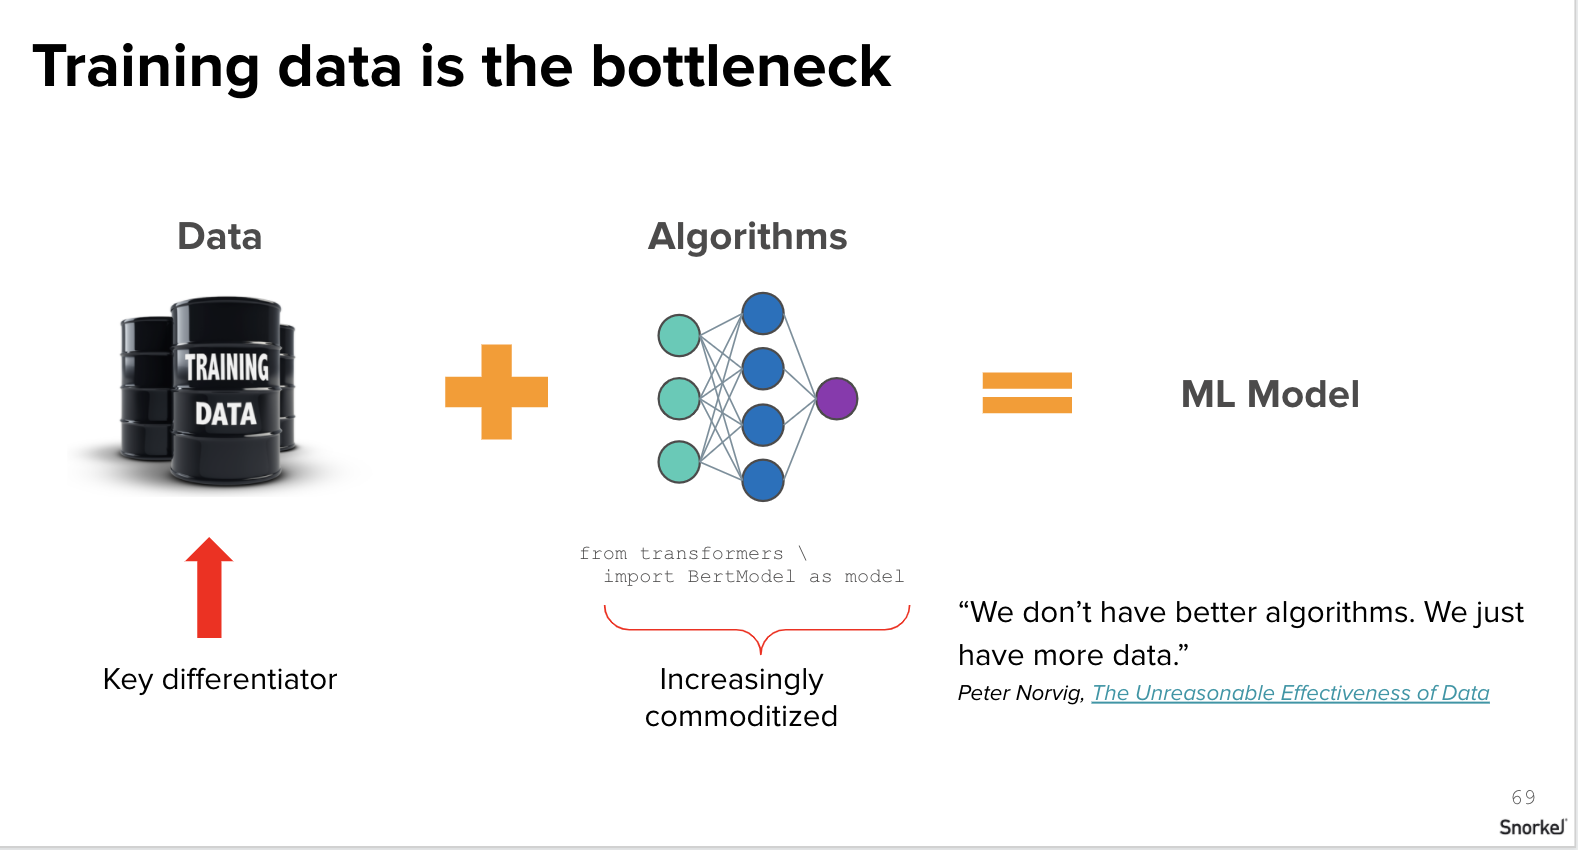 Training data is the bottleneck
Data
Algorithms
TRAINING
DATA
ML Model
from transformers \
import BertModel as model
Key differentiator
Increasingly
commoditized
“We don’t have better algorithms. We just
have more data.”
Peter Norvig, The Unreasonable Effectiveness of Data
69
Snorkel